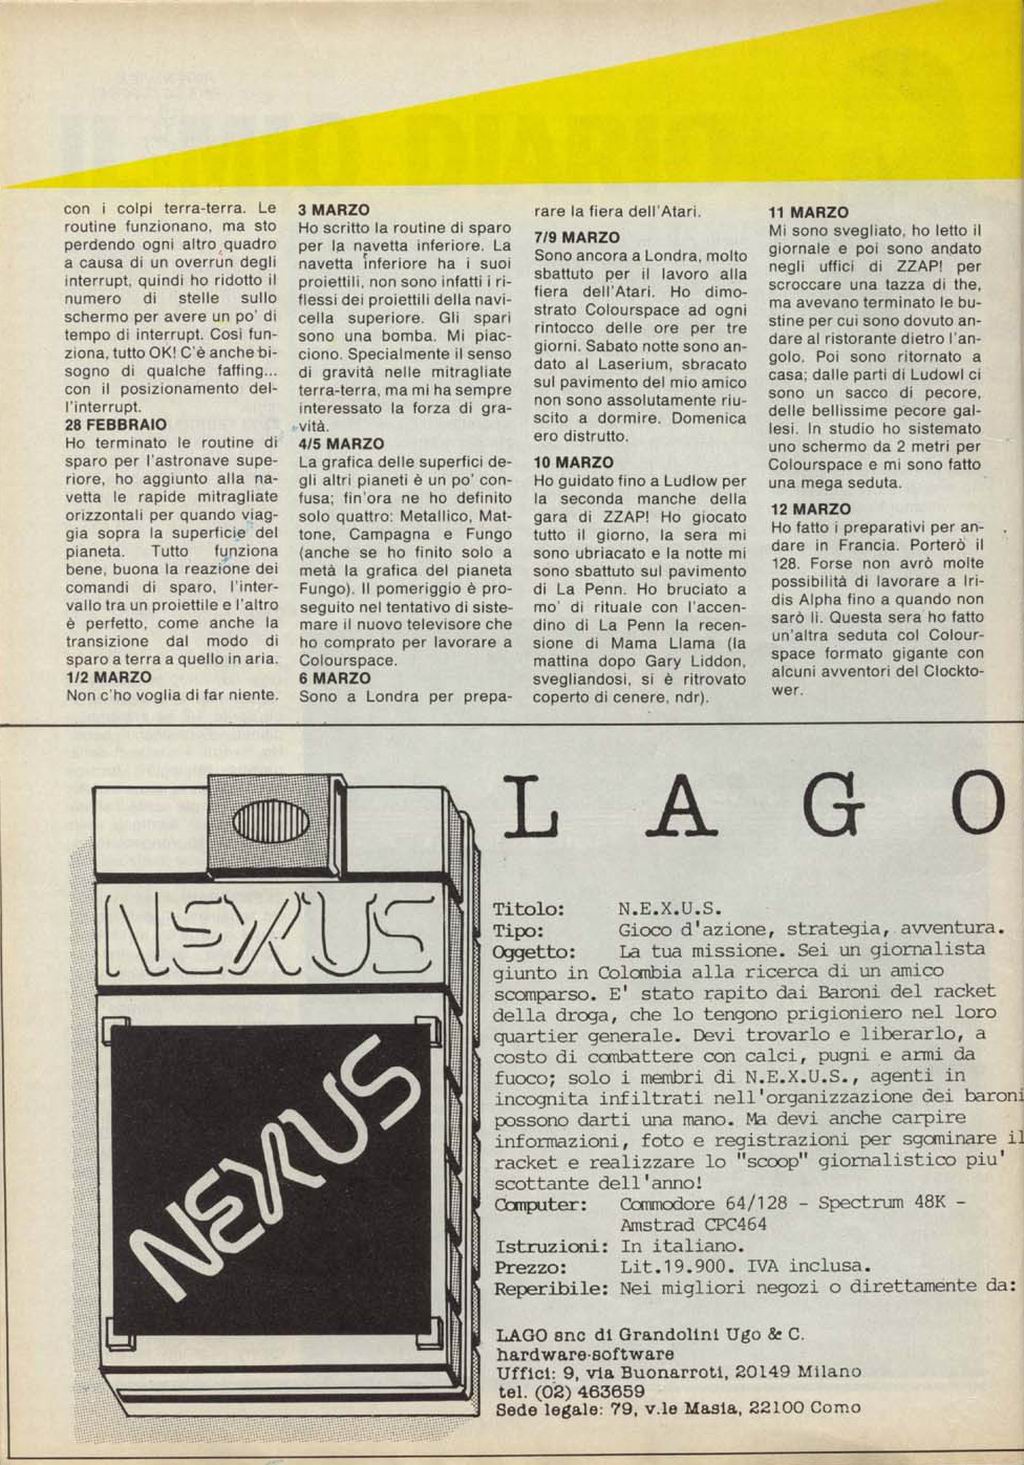 con i colpi terra-terra. Le
routine funzionano, ma sto
perdendo ogni altro quadro
a causa di un overrun degli
interrupt, quindi ho ridotto il
numero di stelle sullo
schermo per avere un po' di
tempo di interrupt. Così fun-
ziona, tutto OK! C'è anche bi-
sogno di qualche faffing...
con il posizionamento del-
l'interrupt.
28 FEBBRAIO
Ho terminato le routine di
sparo per l'astronave supe-
riore, ho aggiunto alla na-
vetta le rapide mitragliate
orizzontali per quando viag-
gia sopra la superficie del
pianeta. Tutto funziona
bene, buona la reazione dei
comandi di sparo, l'inter-
vallo tra un proiettile e l'altro
è perfetto, come anche la
transizione dal modo di
sparo a terra a quello in aria.
1/2 MARZO
Non c'ho voglia di far niente.
3 MARZO
Ho scritto la routine di sparo
per la navetta inferiore. La
navetta inferiore ha i suoi
proiettili, non sono infatti i ri-
flessi dei proiettili della navi-
cella superiore. Gli spari
sono una bomba. Mi piac-
ciono. Specialmente il senso
di gravità nelle mitragliate
terra-terra, ma mi ha sempre
interessato la forza di gra-
vità.
4/5 MARZO
La grafica delle superfici de-
gli altri pianeti è un po' con-
fusa; fin'ora ne ho definito
solo quattro: Metallico, Mat-
tone, Campagna e Fungo
(anche se ho finito solo a
metà la grafica del pianeta
Fungo). Il pomeriggio è pro-
seguito nel tentativo di siste-
mare il nuovo televisore che
ho comprato per lavorare a
Colourspace.
6 MARZO
Sono a Londra per prepa-
rare la fiera dell'Atari.
7/9 MARZO
Sono ancora a Londra, molto
sbattuto per il lavoro alla
fiera dell'Atari. Ho dimo-
strato Colourspace ad ogni
rintocco delle ore per tre
giorni. Sabato notte sono an-
dato al Laserium, sbracato
sul pavimento del mio amico
non sono assolutamente riu-
scito a dormire. Domenica
ero distrutto.
10 MARZO
Ho guidato fino a Ludlow per
la seconda manche della
gara di ZZAP! Ho giocato
tutto il giorno, la sera mi
sono ubriacato e la notte mi
sono sbattuto sul pavimento
di La Penn. Ho bruciato a
mo' di rituale con l'accen-
dino di La Penn la recen-
sione di Mama Llama (la
mattina dopo Gary Liddon,
svegliandosi, si è ritrovato
coperto di cenere, ndr).
11 MARZO
Mi sono svegliato, ho letto il
giornale e poi sono andato
negli uffici di ZZAP! per
scroccare una tazza di the,
ma avevano terminato le bu-
stine per cui sono dovuto an-
dare al ristorante dietro l'an-
golo. Poi sono ritornato a
casa; dalle parti di Ludowl ci
sono un sacco di pecore,
delle bellissime pecore gal-
lesi. In studio ho sistemato
uno schermo da 2 metri per
Colourspace e mi sono fatto
una mega seduta.
12 MARZO
Ho fatto i preparativi per an-
dare in Francia. Porterò il
128. Forse non avrò molte
possibilità di lavorare a Iri-
dis Alpha fino a quando non
sarò lì. Questa sera ho fatto
un'altra seduta col Colour-
space formato gigante con
alcuni avventori del Clockto-
wer.
NEXUS
NEXUS
L A G O
Titolo: N.E.X.U.S.
Tipo: Gioco d'azione, strategia, avventura.
Oggetto: La tua missione. Sei un giornalista
giunto in Colombia alla ricerca di un amico
scomparso. E' stato rapito dai Baroni del racket
della droga, che lo tengono prigioniero nel loro
quartier generale. Devi trovarlo e liberarlo, a
costo di combattere con calci, pugni e armi da
fuoco; solo i membri di N.E.X.U.S., agenti in
incognita infiltrati nell'organizzazione dei baroni
possono darti una mano. Ma devi anche carpire
informazioni, foto e registrazioni per sgominare il
racket e realizzare lo "scoop" giornalistico piu'
scottante dell'anno!
Computer: Commodore 64/128 - Spectrum 48K -
Amstrad CPC464
Istruzioni: In italiano.
Prezzo: Lit.19.900. IVA inclusa.
Reperibile: Nei migliori negozi o direttamente da:
LAGO snc di Grandolini Ugo & C.
hardware-software
Uffici: 9, via Buonarroti, 20149 Milano
tel. (02) 463659
Sede legale: 79, v.le Masia, 22100 Como